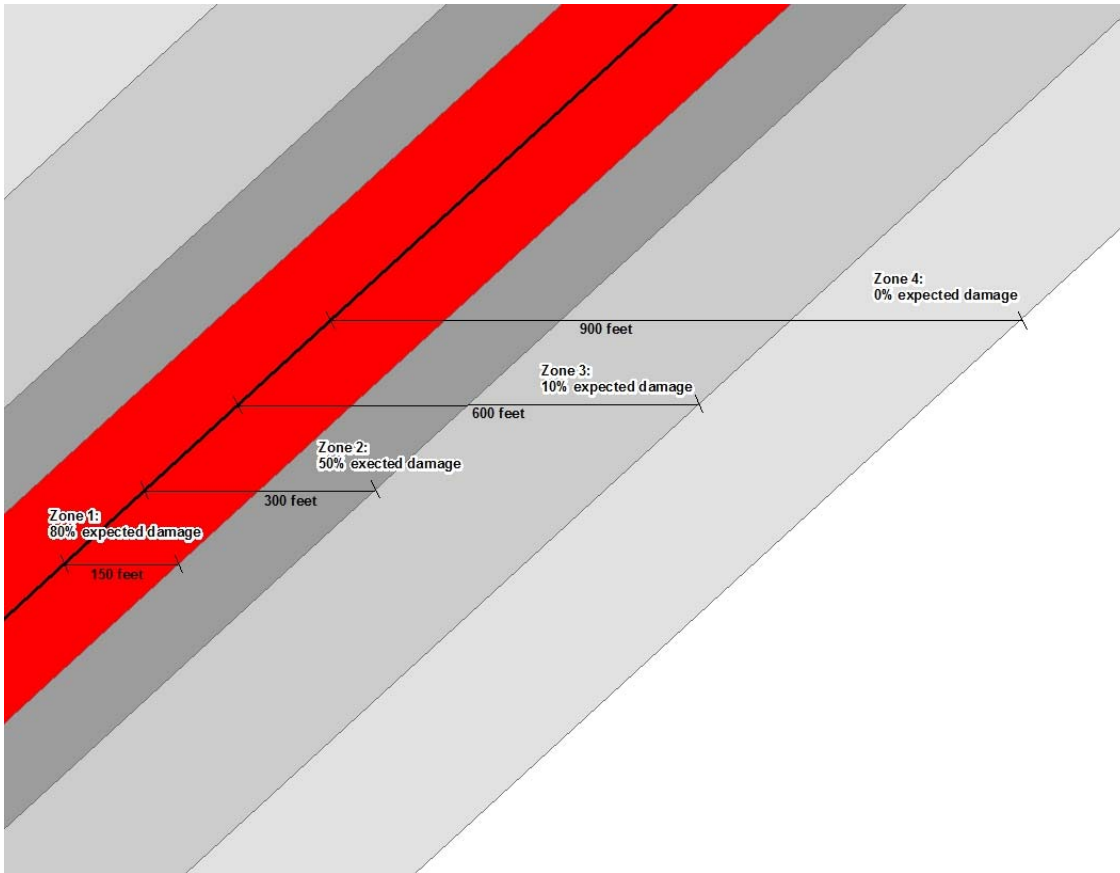 Zone 4:
0% expected damage
900 feet
Zone 3:
10% expected damage
600 feet
Zone 2:
50% exected damage
300 feet
Zone 1:
80% expected damage
150 feet